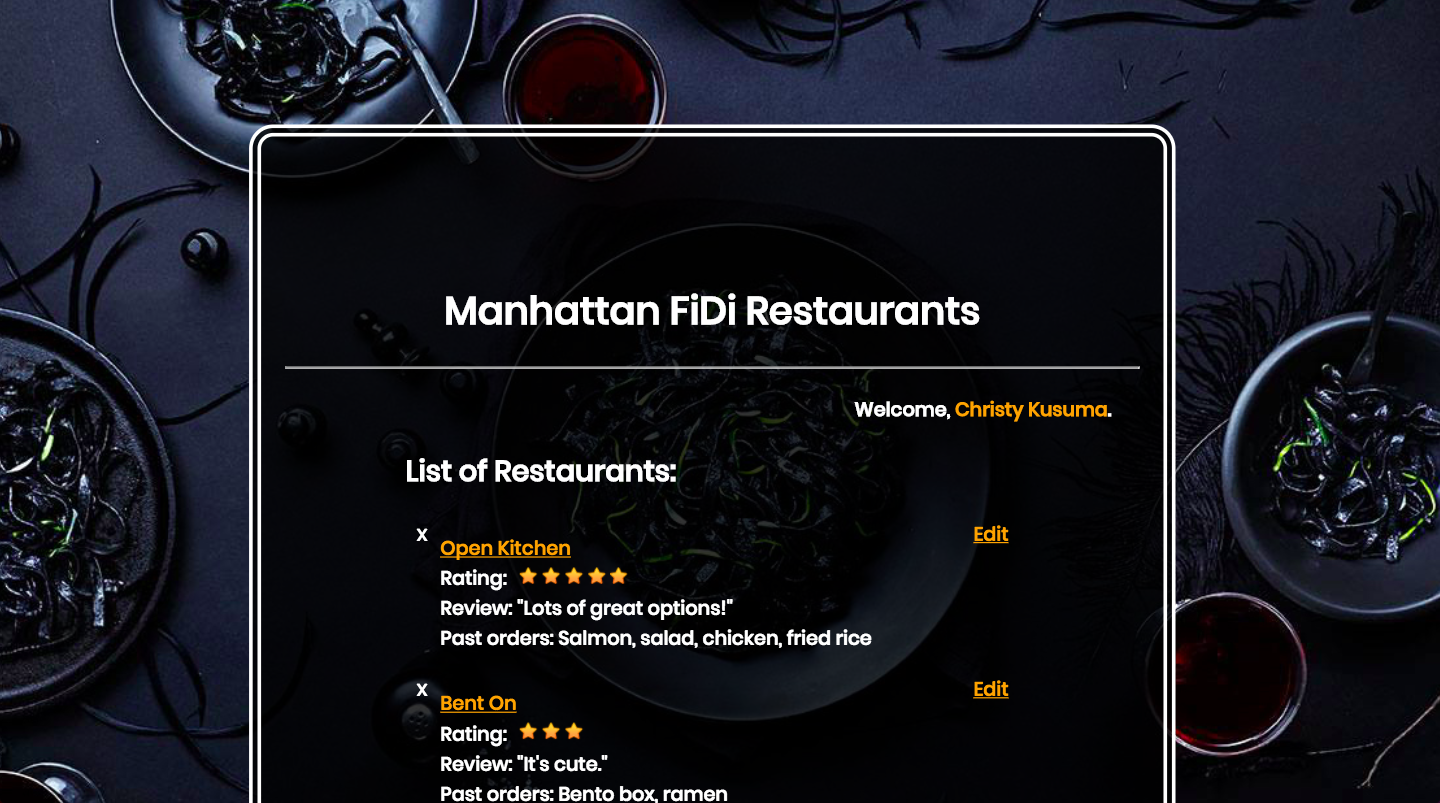 Manhattan FiDi Restaurants
Welcome, Christy Kusuma.
List of Restaurants:
x
Edit
Open Kitchen
Rating: ⭐⭐⭐⭐⭐
Review: "Lots of great options!"
Past orders: Salmon, salad, chicken, fried rice
x
Edit
Bent On
Rating: ⭐⭐⭐
Review: "It's cute."
Past orders: Bento box, ramen